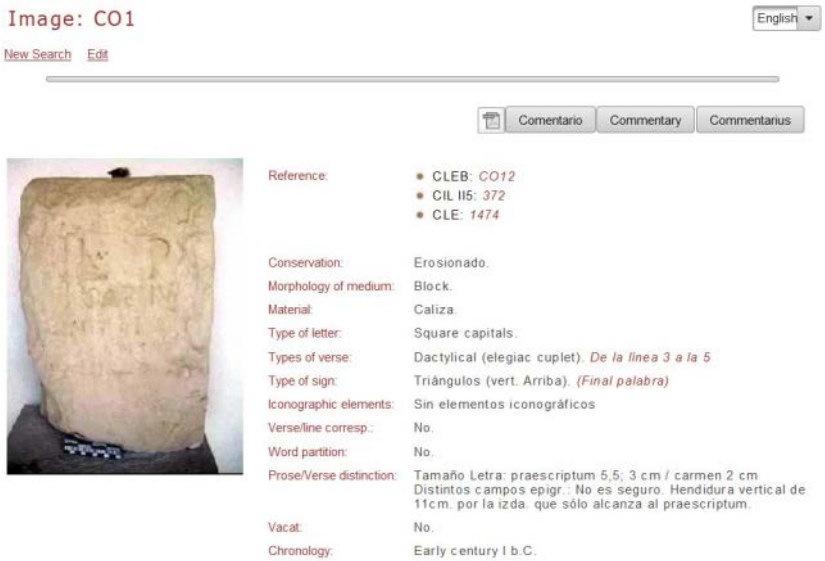 Image: CO1
English
New Search Edit
Comentario Commentary Commentarius
Reference: CLEB: CO12
CIL II5: 372
CLE: 1474
Conservation: Erosionado.
Morphology of medium: Block.
Material: Caliza.
Type of letter: Square capitals.
Types of verse: Dactylical (elegiac cuplet). De la línea 3 a la 5
Type of sign: Triángulos (vert. Arriba). (Final palabra)
Iconographic elements: Sin elementos iconográficos
Verse/line corresp.: No.
Word partition: No.
Prose/Verse distinction: Tamaño Letra: praescriptum 5,5; 3 cm / carmen 2 cm
Distintos campos epigr.: No es seguro. Hendidura vertical de
11cm. por la izda. que sólo alcanza al praescriptum.
Vacat: No.
Chronology: Early century I b.C.